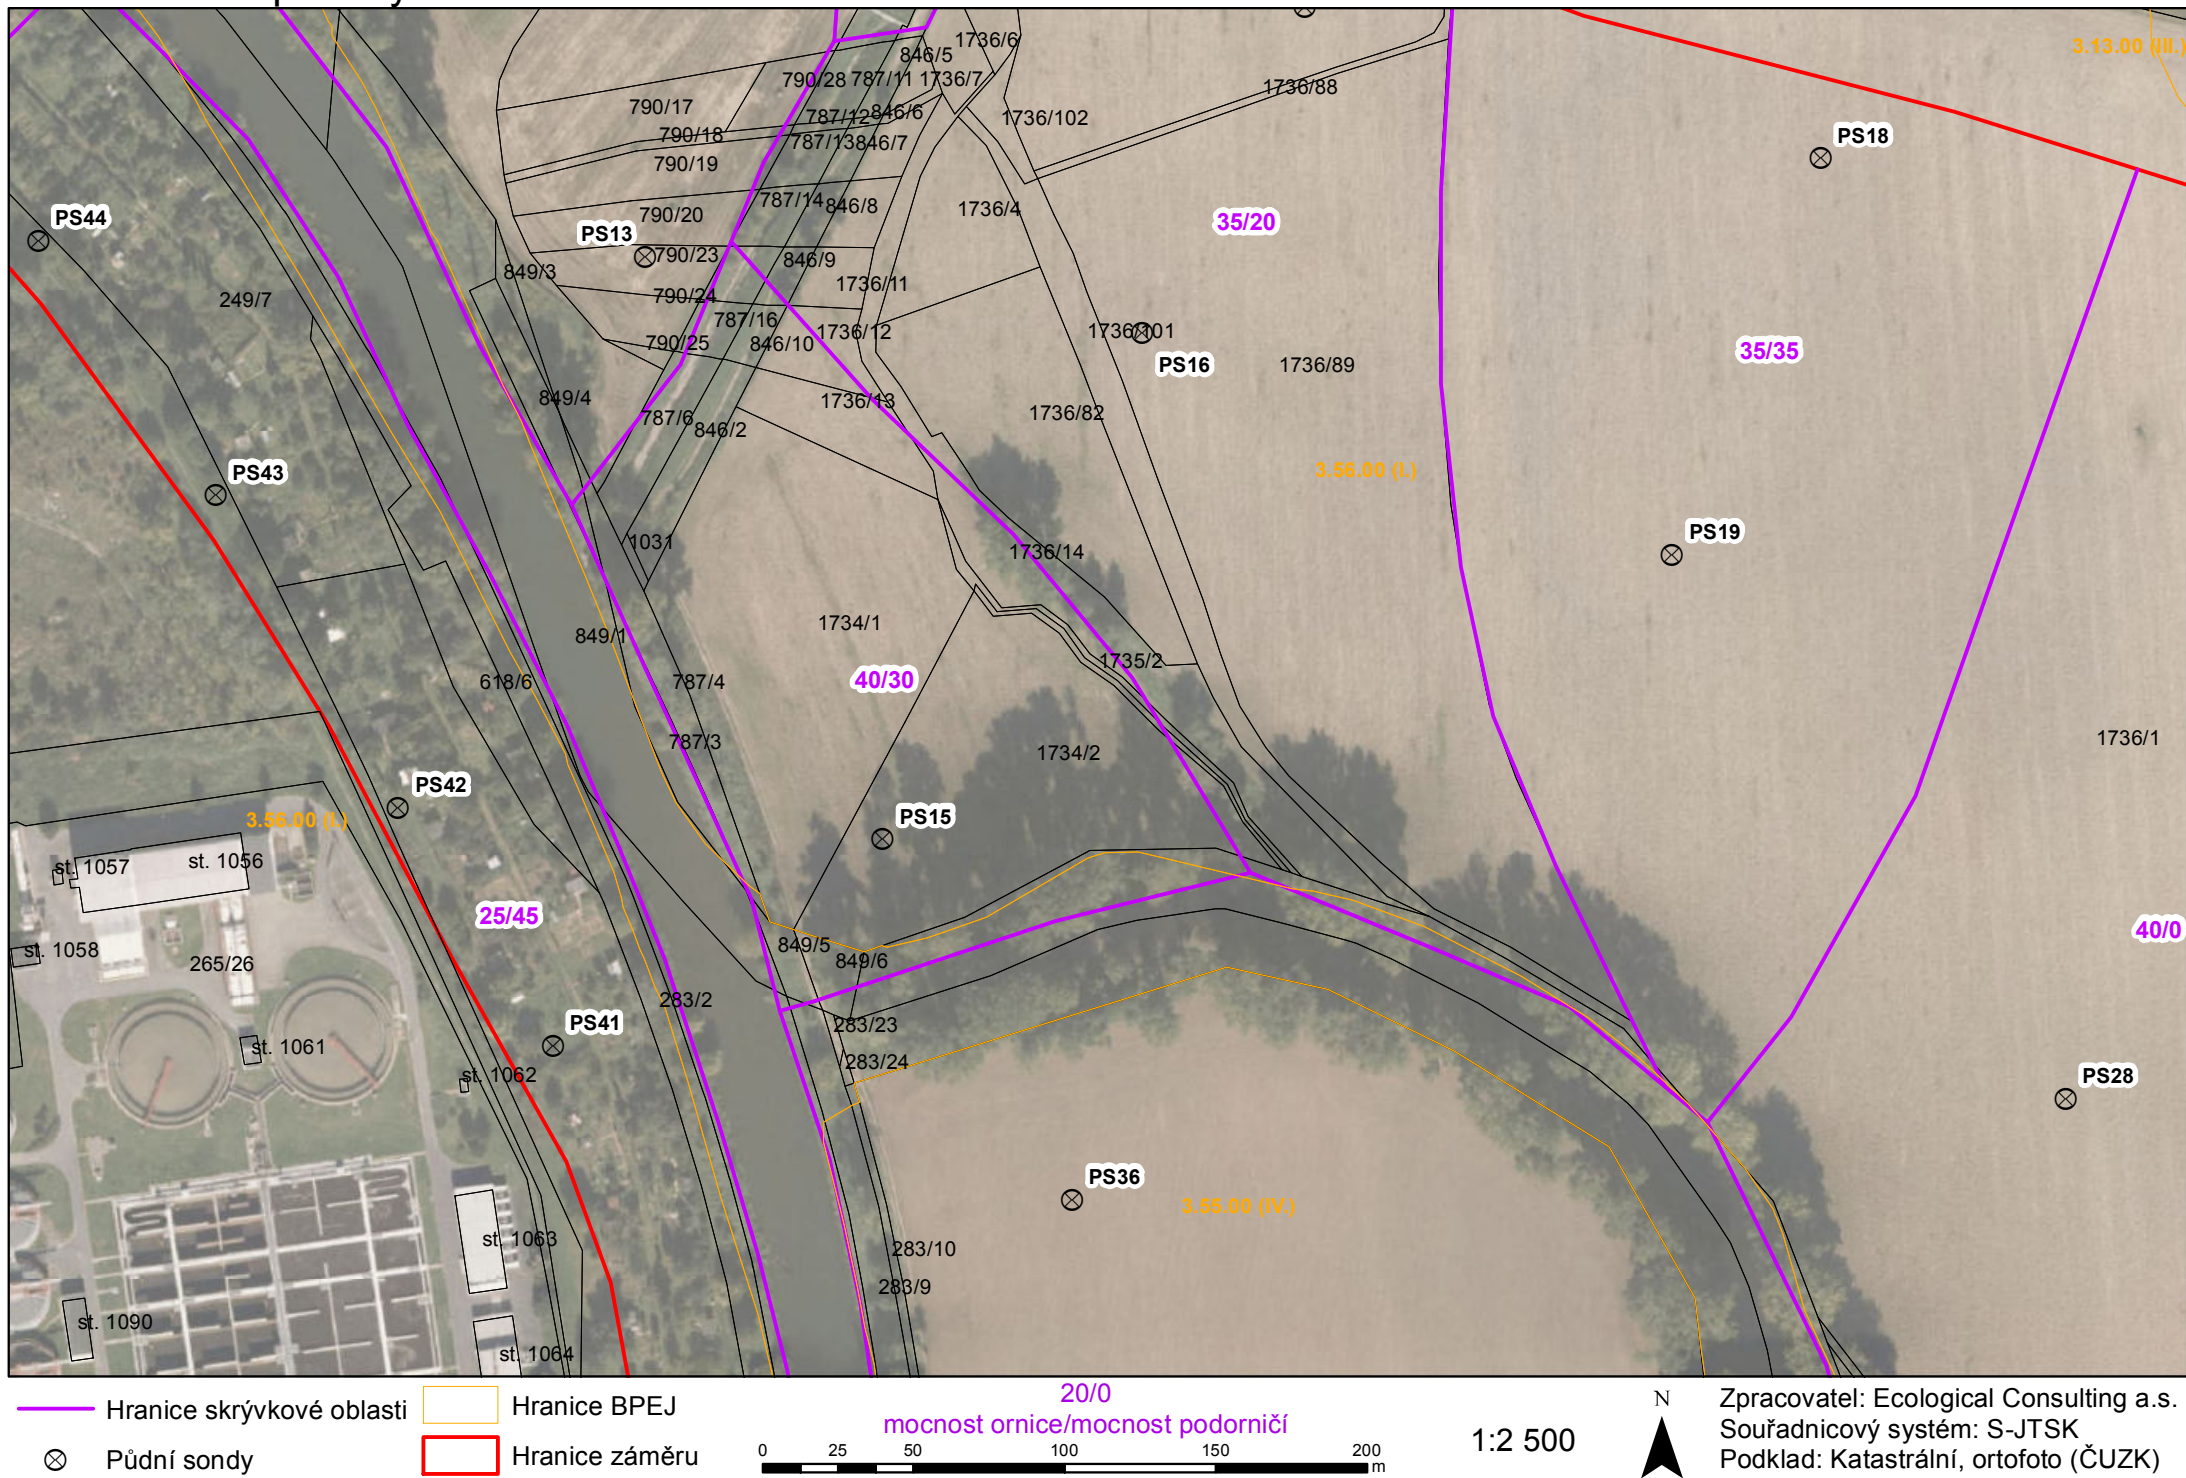 1736/6
846/5
790/28 787/11 1736/7
1736/88
3.13.00 (III.)
790/17
787/12 846/6
1736/102
790/18
787/13 846/7
PS18
790/19
787/14 846/8
1736/4
790/20
35/20
PS44
PS13
790/23
846/9
849/3
1736/11
249/7
790/24
787/16
1736/12
1736/101
790/25
846/10
35/35
PS16
1736/89
849/4
1736/13
1736/82
787/6
846/2
PS43
3.56.00 (I.)
PS19
1031
1736/14
1734/1
849/1
1735/2
40/30
618/6
787/4
787/3
1734/2
1736/1
PS42
PS15
3.56.00 (I.)
st. 1057
st. 1056
25/45
40/0
st. 1058
849/5
849/6
265/26
283/2
PS41
283/23
st. 1061
283/24
st. 1062
PS28
PS36
3.55.00 (IV.)
st. 1063
283/10
283/9
st. 1090
st. 1064
Hranice skrývkové oblasti
Hranice BPEJ
Půdní sondy
Hranice záměru
20/0
mocnost ornice/mocnost podorničí
0 25 50 100 150 200
m
1:2 500
N
Zpracovatel: Ecological Consulting a.s.
Souřadnicový systém: S-JTSK
Podklad: Katastrální, ortofoto (ČUZK)